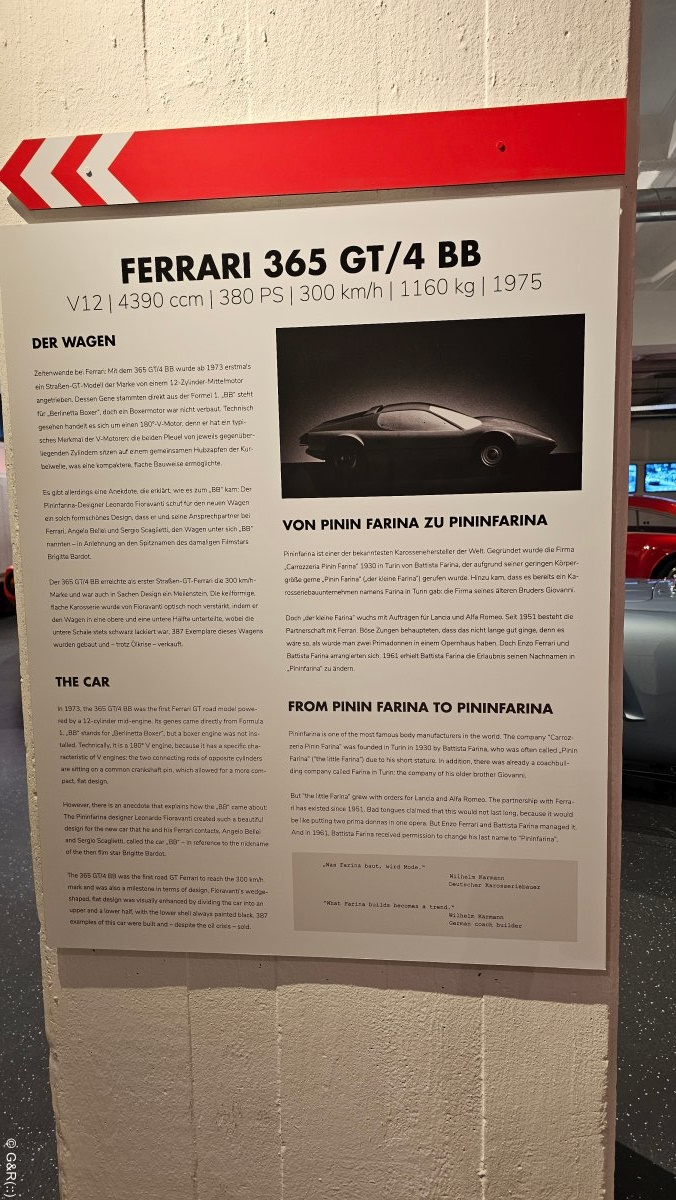 FERRARI 365 GT/4 BB
V12 | 4390 ccm | 380 PS | 300 km/h | 1160 kg | 1975
DER WAGEN
Zeitenwende bei Ferrari: Mit dem 365 GT/4 BB wurde ab 1973 erstmals
ein Straßen-GT-Modell der Marke von einem 12-Zylinder-Mittelmotor
angetrieben. Dessen Gene stammten direkt aus der Formel 1. „BB" steht
für „Berlinetta Boxer", doch ein Boxermotor war nicht verbaut. Technisch
gesehen handelt es sich um einen 180°-V-Motor, denn er hat ein typi-
sches Merkmal der V-Motoren: die beiden Pleuel von jeweils gegenüber-
liegenden Zylindern sitzen auf einem gemeinsamen Hubzapfen der Kur-
belwelle, was eine kompaktere, flache Bauweise ermöglichte.
Es gibt allerdings eine Anekdote, die erklärt, wie es zum „BB" kam: Der
Pininfarina-Designer Leonardo Fioravanti schuf für den neuen Wagen
ein solch formschönes Design, dass er und seine Ansprechpartner bei
Ferrari, Angelo Bellei und Sergio Scaglietti, den Wagen unter sich „BB"
nannten – in Anlehnung an den Spitznamen des damaligen Filmstars
Brigitte Bardot.
Der 365 GT/4 BB erreichte als erster Straßen-GT-Ferrari die 300 km/h-
Marke und war auch in Sachen Design ein Meilenstein. Die keilförmige,
flache Karosserie wurde von Fioravanti optisch noch verstärkt, indem er
den Wagen in eine obere und eine untere Hälfte unterteilte, wobei die
untere Schale stets schwarz lackiert war. 387 Exemplare dieses Wagens
wurden gebaut und – trotz Ölkrise – verkauft.
THE CAR
In 1973, the 365 GT/4 BB was the first Ferrari GT road model powe-
red by a 12-cylinder mid-engine. Its genes came directly from Formula
1. „BB" stands for „Berlinetta Boxer", but a boxer engine was not ins-
talled. Technically, it is a 180° V engine, because it has a specific cha-
racteristic of V engines: the two connecting rods of opposite cylinders
are sitting on a common crankshaft pin, which allowed for a more com-
pact, flat design.
However, there is an anecdote that explains how the „BB" came about:
The Pininfarina designer Leonardo Fioravanti created such a beautiful
design for the new car that he and his Ferrari contacts, Angelo Bellei
and Sergio Scaglietti, called the car „BB" – in reference to the nickname
of the then film star Brigitte Bardot.
The 365 GT/4 BB was the first road GT Ferrari to reach the 300 km/h
mark and was also a milestone in terms of design. Fioravanti's wedge-
shaped, flat design was visually enhanced by dividing the car into an
upper and a lower half, with the lower shell always painted black. 387
examples of this car were built and – despite the oil crisis – sold.
VON PININ FARINA ZU PININFARINA
Pininfarina ist einer der bekanntesten Karosseriehersteller der Welt. Gegründet wurde die Firma
„Carrozzeria Pinin Farina" 1930 in Turin von Battista Farina, der aufgrund seiner geringen Körper-
größe gerne „Pinin Farina" („der kleine Farina") gerufen wurde. Hinzu kam, dass es bereits ein Ka-
rosseriebauunternehmen namens Farina in Turin gab: die Firma seines älteren Bruders Giovanni.
Doch „der kleine Farina" wuchs mit Aufträgen für Lancia und Alfa Romeo. Seit 1951 besteht die
Partnerschaft mit Ferrari. Böse Zungen behaupteten, dass das nicht lange gut ginge, denn es
wäre so, als würde man zwei Primadonnen in einem Opernhaus haben. Doch Enzo Ferrari und
Battista Farina arrangierten sich. 1961 erhielt Battista Farina die Erlaubnis seinen Nachnamen in
„Pininfarina" zu ändern.
FROM PININ FARINA TO PININFARINA
Pininfarina is one of the most famous body manufacturers in the world. The company "Carroz-
zeria Pinin Farina" was founded in Turin in 1930 by Battista Farina, who was often called „Pinin
Farina" ("the little Farina") due to his short stature. In addition, there was already a coachbuil-
ding company called Farina in Turin: the company of his older brother Giovanni.
But "the little Farina" grew with orders for Lancia and Alfa Romeo. The partnership with Ferra-
ri has existed since 1951. Bad tongues claimed that this would not last long, because it would
be like putting two prima donnas in one opera. But Enzo Ferrari and Battista Farina managed it.
And in 1961, Battista Farina received permission to change his last name to "Pininfarina".
„Was Farina baut, wird Mode."
Wilhelm Karmann
Deutscher Karosseriebauer
"What Farina builds becomes a trend."
Wilhelm Karmann
German coach builder
© G&R(::)